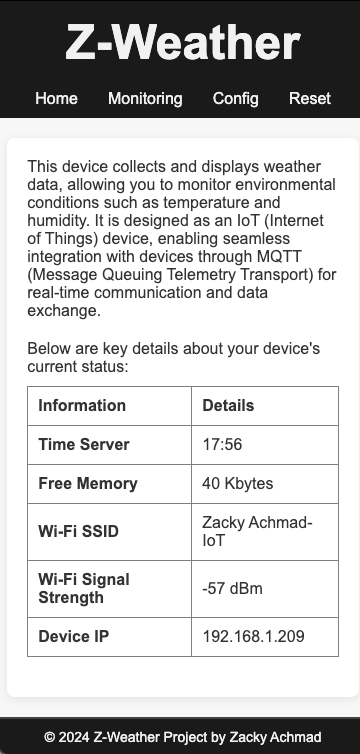 Z-Weather
Home Monitoring Config Reset
This device collects and displays weather
data, allowing you to monitor environmental
conditions such as temperature and
humidity. It is designed as an IoT (Internet
of Things) device, enabling seamless
integration with devices through MQTT
(Message Queuing Telemetry Transport) for
real-time communication and data
exchange.
Below are key details about your device's
current status:
Information Details
Time Server 17:56
Free Memory 40 Kbytes
Wi-Fi SSID Zacky Achmad-
IoT
Wi-Fi Signal
Strength -57 dBm
Device IP 192.168.1.209
© 2024 Z-Weather Project by Zacky Achmad